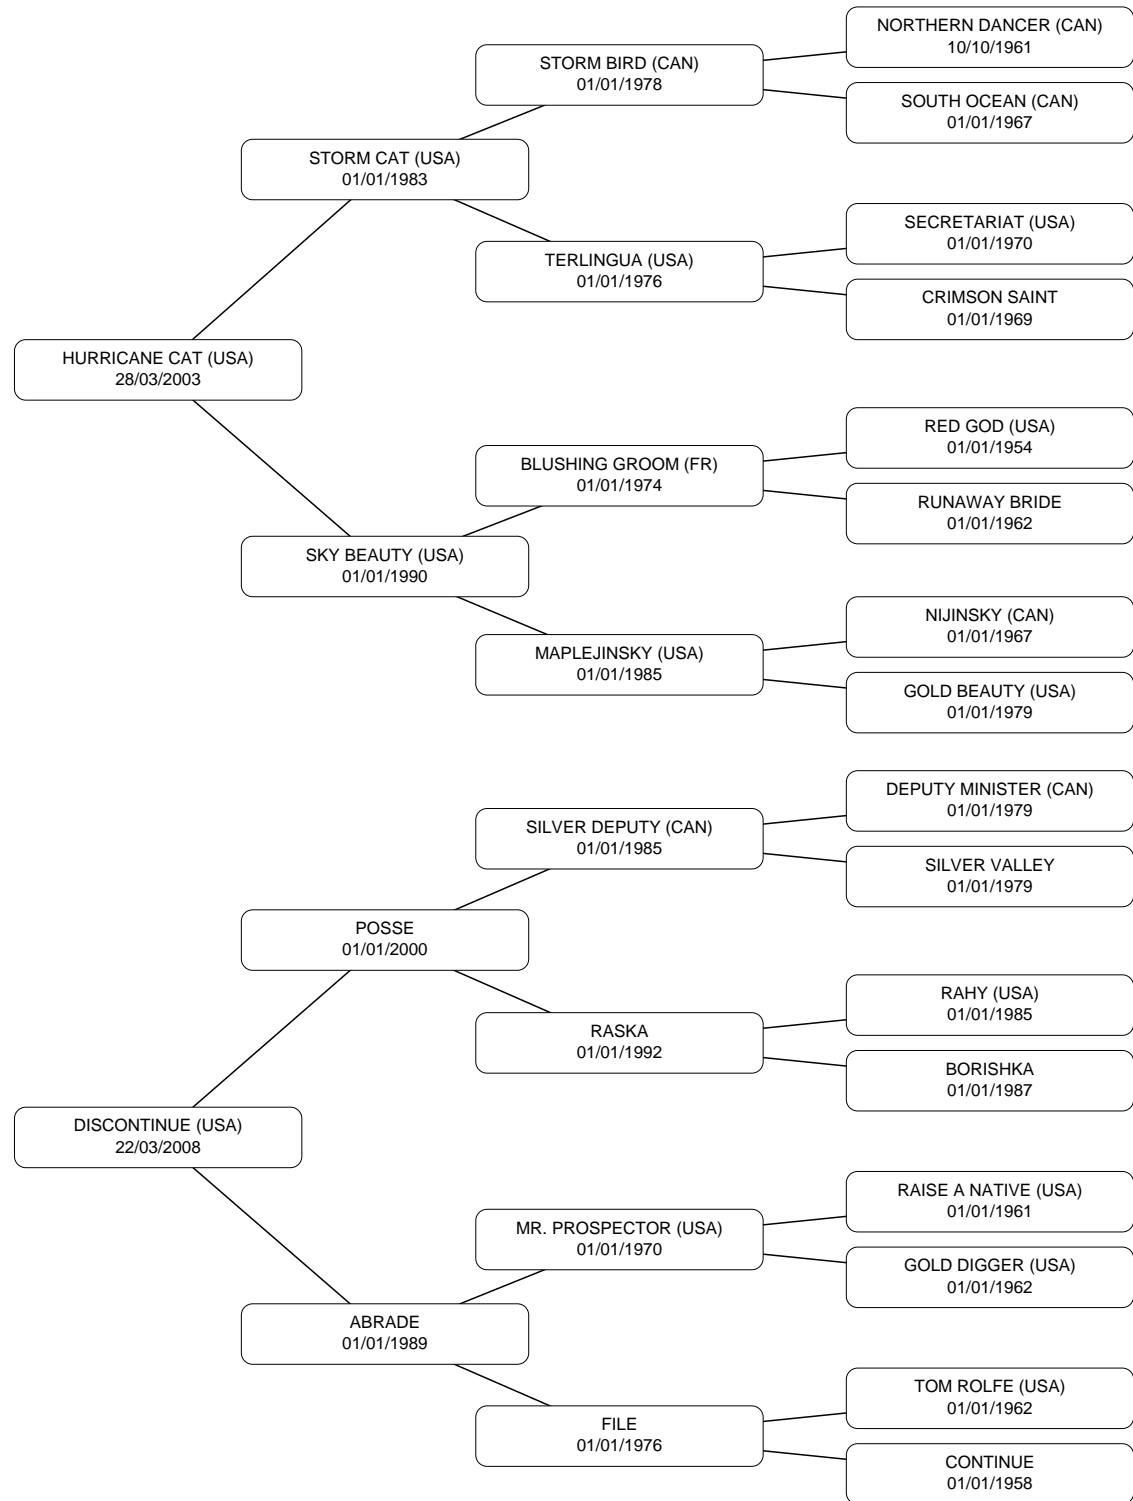 NORTHERN DANCER (CAN)
10/10/1961
STORM BIRD (CAN)
01/01/1978
SOUTH OCEAN (CAN)
01/01/1967
STORM CAT (USA)
01/01/1983
SECRETARIAT (USA)
01/01/1970
TERLINGUA (USA)
01/01/1976
CRIMSON SAINT
01/01/1969
HURRICANE CAT (USA)
28/03/2003
RED GOD (USA)
01/01/1954
BLUSHING GROOM (FR)
01/01/1974
RUNAWAY BRIDE
01/01/1962
SKY BEAUTY (USA)
01/01/1990
NIJINSKY (CAN)
01/01/1967
MAPLEJINSKY (USA)
01/01/1985
GOLD BEAUTY (USA)
01/01/1979
DEPUTY MINISTER (CAN)
01/01/1979
SILVER DEPUTY (CAN)
01/01/1985
SILVER VALLEY
01/01/1979
POSSE
01/01/2000
RAHY (USA)
01/01/1985
RASKA
01/01/1992
BORISHKA
01/01/1987
DISCONTINUE (USA)
22/03/2008
RAISE A NATIVE (USA)
01/01/1961
MR. PROSPECTOR (USA)
01/01/1970
GOLD DIGGER (USA)
01/01/1962
ABRADE
01/01/1989
TOM ROLFE (USA)
01/01/1962
FILE
01/01/1976
CONTINUE
01/01/1958